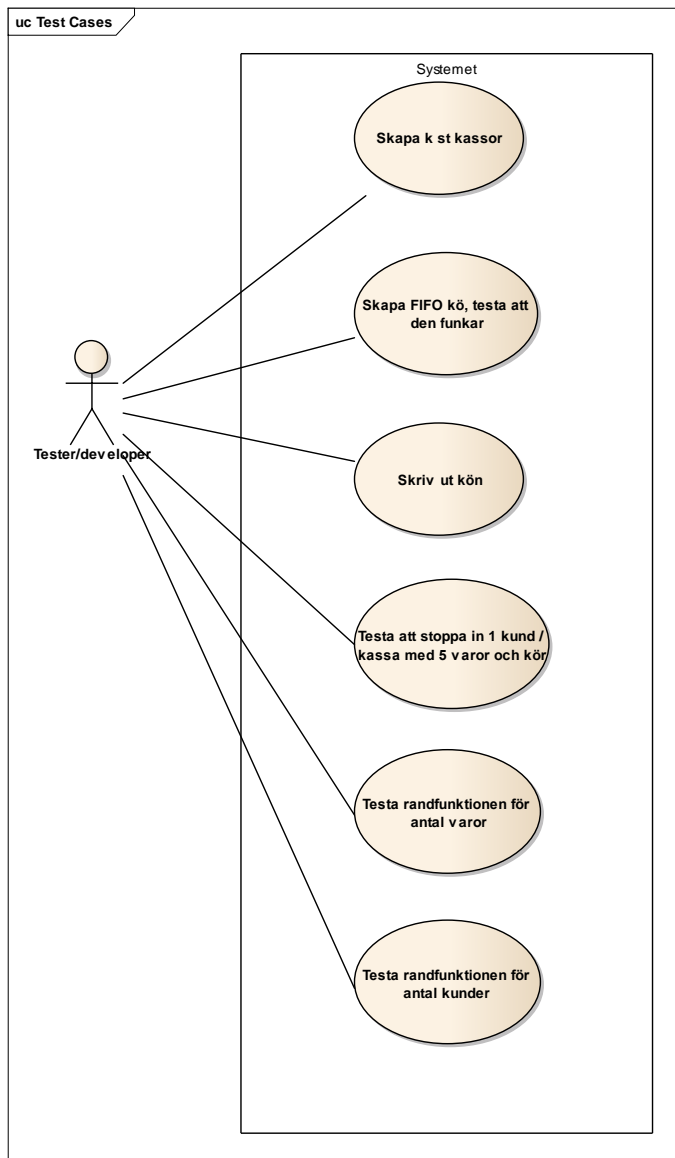 uc Test Cases
Systemet
Skapa k st kassor
Skapa FIFO kö, testa att
den funkar
Tester/developer
Skriv ut kön
Testa att stoppa in 1 kund /
kassa med 5 varor och kör
Testa randfunktionen för
antal varor
Testa randfunktionen för
antal kunder